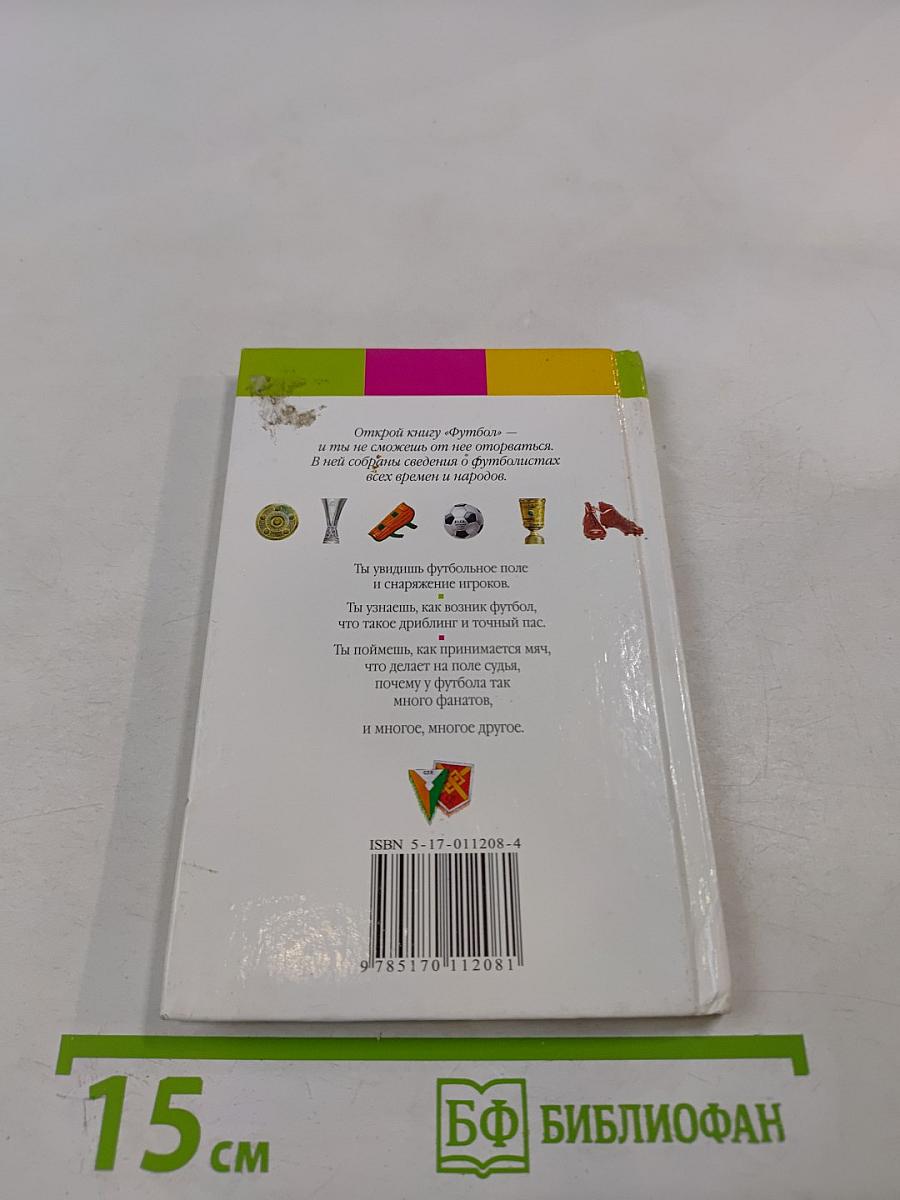 Открой книгу «Футбол» —
и ты не сможешь от нее оторваться.
В ней собраны сведения о футболистах
всех времен и народов.
Ты увидишь футбольное поле
и снаряжение игроков.
Ты узнаешь, как возник футбол,
что такое дриблинг и точный пас.
Ты поймешь, как принимается мяч,
что делает на поле судья,
почему у футбола так
много фанатов,
и многое, многое другое.
ISBN 5-17-011208-4
9 785170 112081
15 см
БФ БИБЛИОФАН